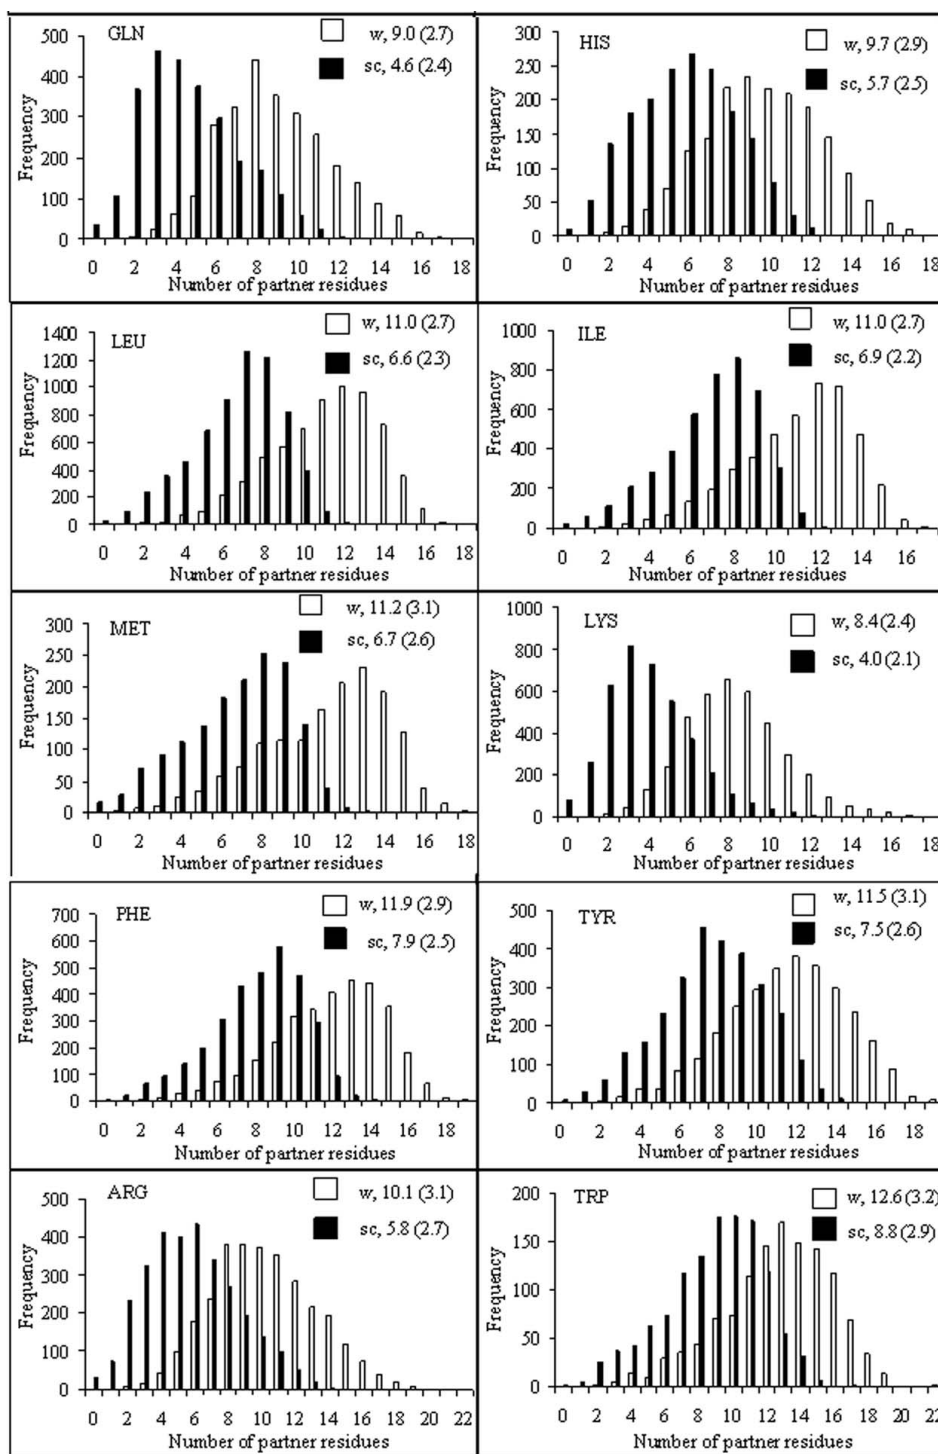 GLN
w, 9.0 (2.7)
sc, 4.6 (2.4)
Frequency
500
400
300
200
100
0
0 2 4 6 8 10 12 14 16 18
Number of partner residues
HIS
w, 9.7 (2.9)
sc, 5.7 (2.5)
Frequency
300
250
200
150
100
50
0
0 2 4 6 8 10 12 14 16 18
Number of partner residues
LEU
w, 11.0 (2.7)
sc, 6.6 (2.3)
Frequency
1400
1200
1000
800
600
400
200
0
0 2 4 6 8 10 12 14 16 18
Number of partner residues
ILE
w, 11.0 (2.7)
sc, 6.9 (2.2)
Frequency
1000
800
600
400
200
0
0 2 4 6 8 10 12 14 16
Number of partner residues
MET
w, 11.2 (3.1)
sc, 6.7 (2.6)
Frequency
300
250
200
150
100
50
0
0 2 4 6 8 10 12 14 16 18
Number of partner residues
LYS
w, 8.4 (2.4)
sc, 4.0 (2.1)
Frequency
1000
800
600
400
200
0
0 2 4 6 8 10 12 14 16 18
Number of partner residues
PHE
w, 11.9 (2.9)
sc, 7.9 (2.5)
Frequency
700
600
500
400
300
200
100
0
0 2 4 6 8 10 12 14 16 18
Number of partner residues
TYR
w, 11.5 (3.1)
sc, 7.5 (2.6)
Frequency
500
400
300
200
100
0
0 2 4 6 8 10 12 14 16 18
Number of partner residues
ARG
w, 10.1 (3.1)
sc, 5.8 (2.7)
Frequency
500
400
300
200
100
0
0 2 4 6 8 10 12 14 16 18 20 22
Number of partner residues
TRP
w, 12.6 (3.2)
sc, 8.8 (2.9)
Frequency
200
150
100
50
0
0 2 4 6 8 10 12 14 16 18 20 22
Number of partner residues